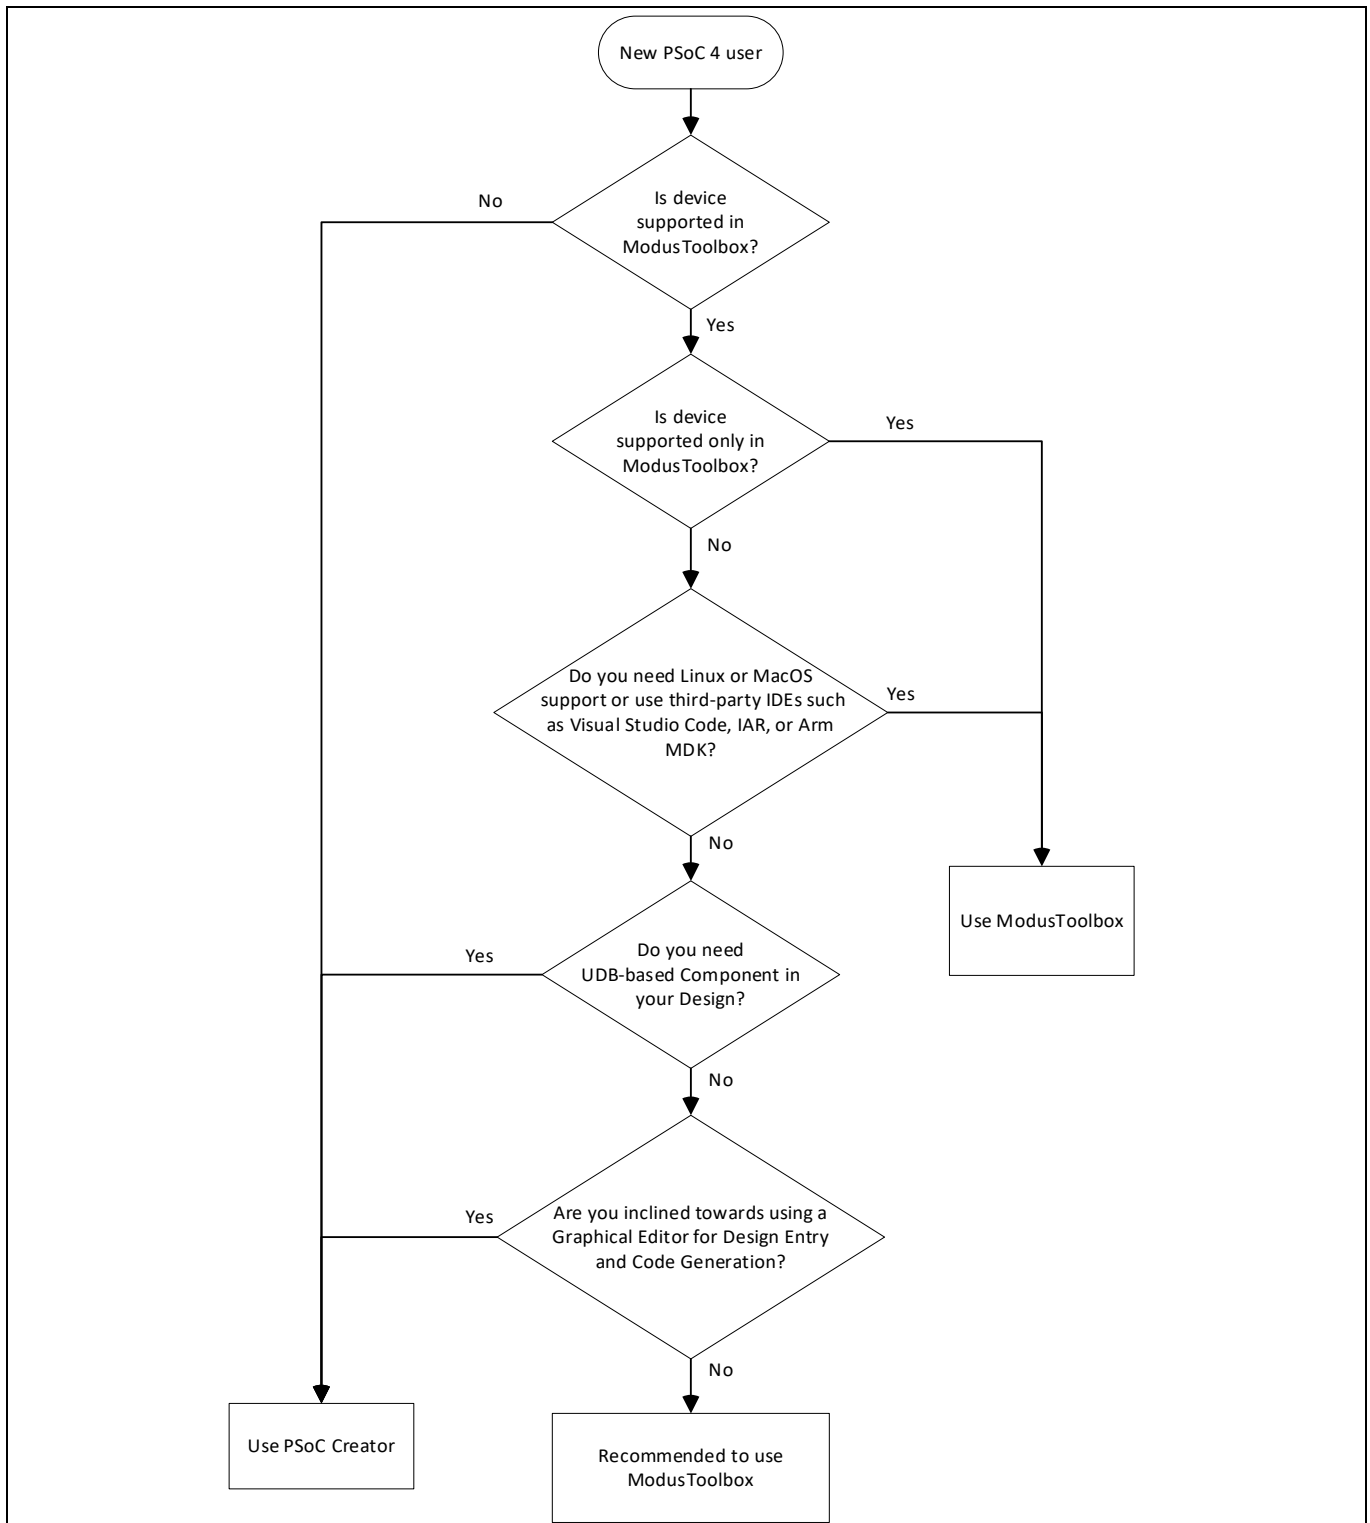 New PSoC 4 user
Is device
supported in
ModusToolbox?
No
Yes
Is device
supported only in
ModusToolbox?
Yes
No
Do you need Linux or MacOS
support or use third-party IDEs such
as Visual Studio Code, IAR, or Arm
MDK?
Yes
No
Use ModusToolbox
Do you need
UDB-based Component in
your Design?
Yes
No
Are you inclined towards using a
Graphical Editor for Design Entry
and Code Generation?
Yes
No
Use PSoC Creator
Recommended to use
ModusToolbox